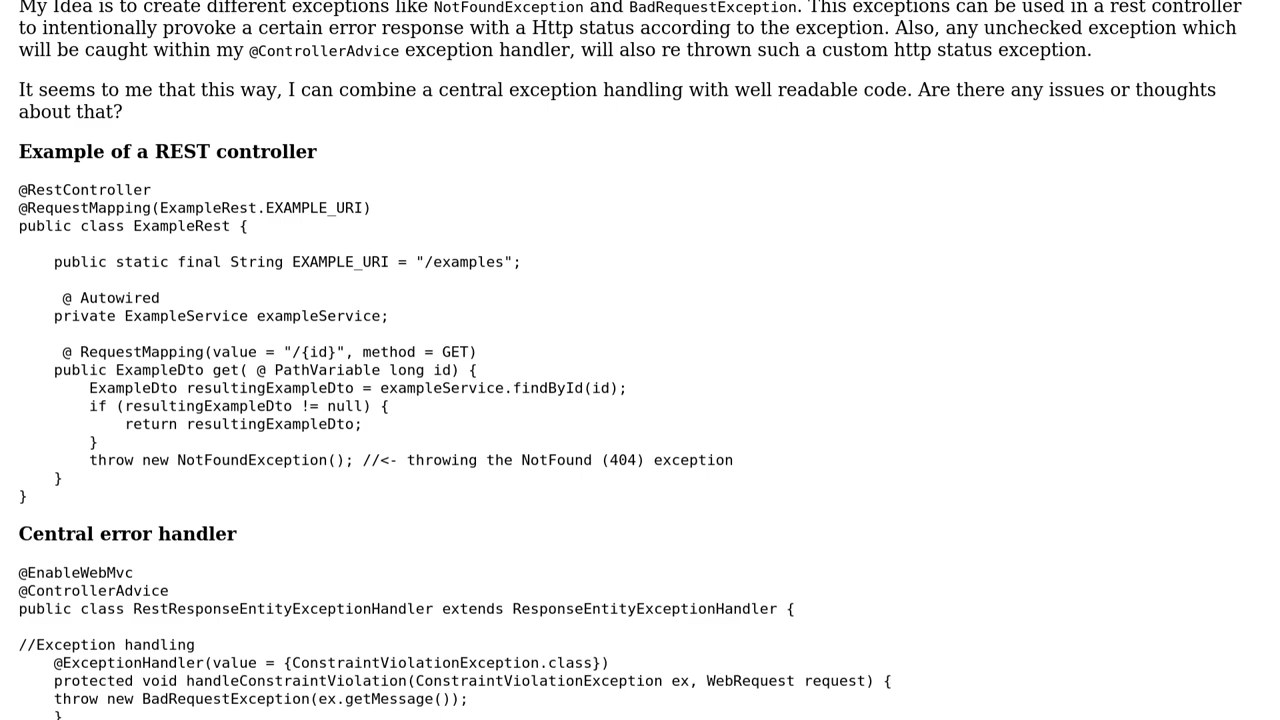 My Idea is to create different exceptions like NotFoundException and BadRequestException. This exceptions can be used in a rest controller
to intentionally provoke a certain error response with a Http status according to the exception. Also, any unchecked exception which
will be caught within my @ControllerAdvice exception handler, will also re thrown such a custom http status exception.
It seems to me that this way, I can combine a central exception handling with well readable code. Are there any issues or thoughts
about that?
Example of a REST controller
@RestController
@RequestMapping(ExampleRest.EXAMPLE_URI)
public class ExampleRest {
    public static final String EXAMPLE_URI = "/examples";
     @ Autowired
    private ExampleService exampleService;
     @ RequestMapping(value = "/{id}", method = GET)
    public ExampleDto get( @ PathVariable long id) {
        ExampleDto resultingExampleDto = exampleService.findById(id);
        if (resultingExampleDto != null) {
            return resultingExampleDto;
        }
        throw new NotFoundException(); //<- throwing the NotFound (404) exception
    }
}
Central error handler
@EnableWebMvc
@ControllerAdvice
public class RestResponseEntityExceptionHandler extends ResponseEntityExceptionHandler {
//Exception handling
    @ExceptionHandler(value = {ConstraintViolationException.class})
    protected void handleConstraintViolation(ConstraintViolationException ex, WebRequest request) {
    throw new BadRequestException(ex.getMessage());
    }